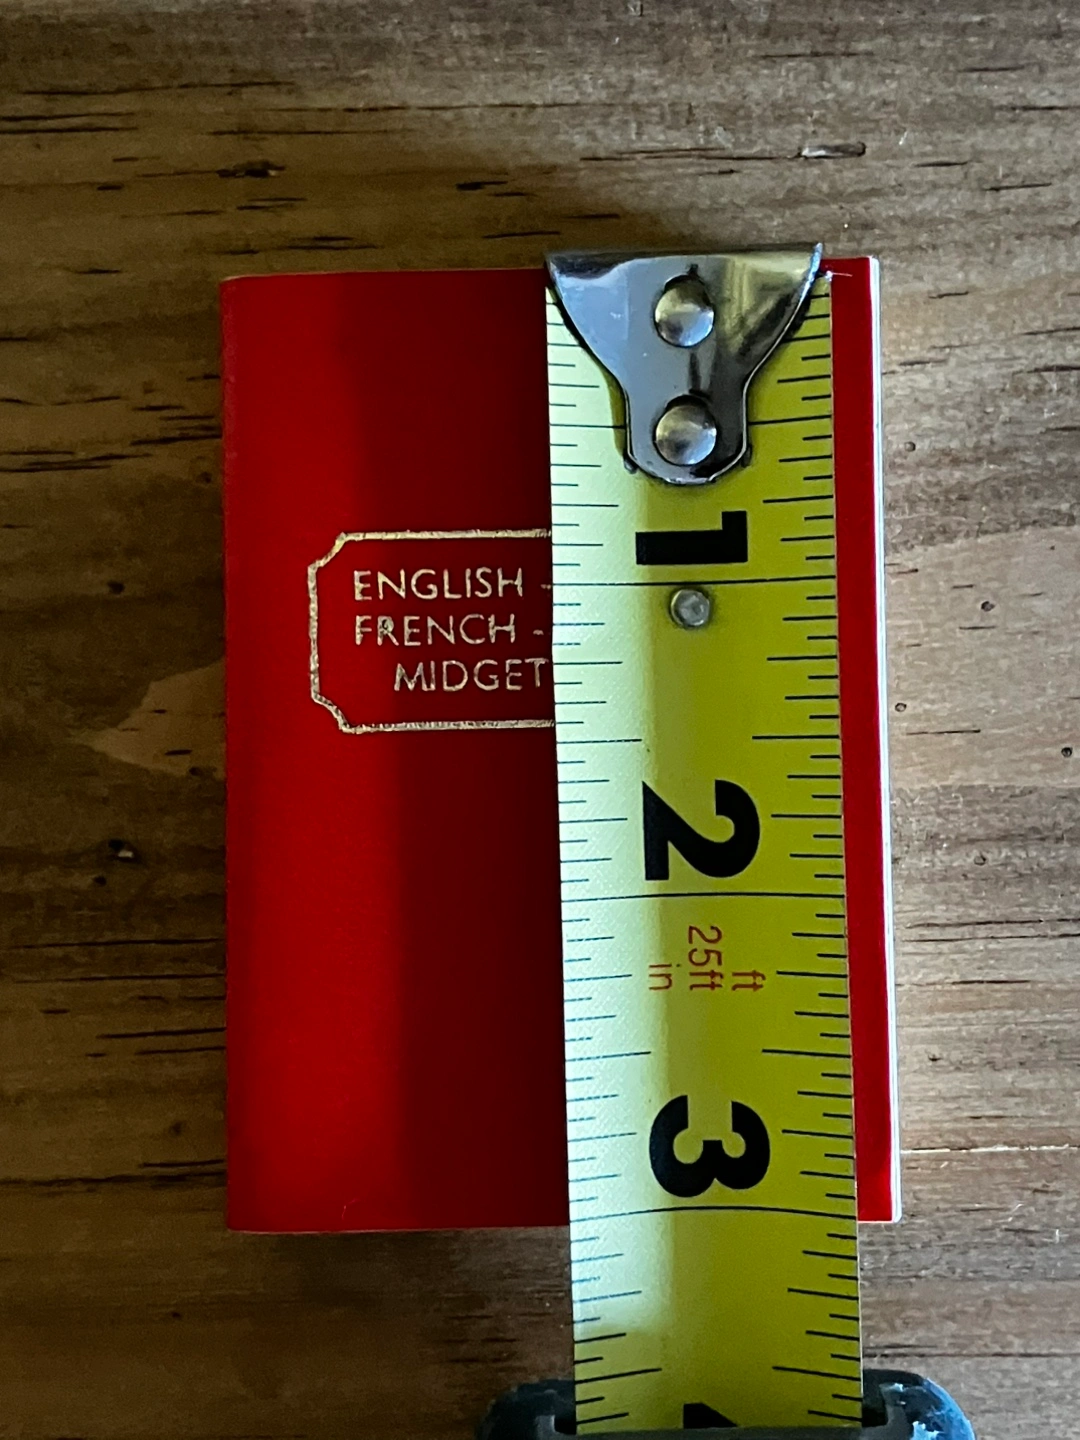 ENGLISH -
FRENCH -
MIDGET
1
2
ft
25ft
in
3